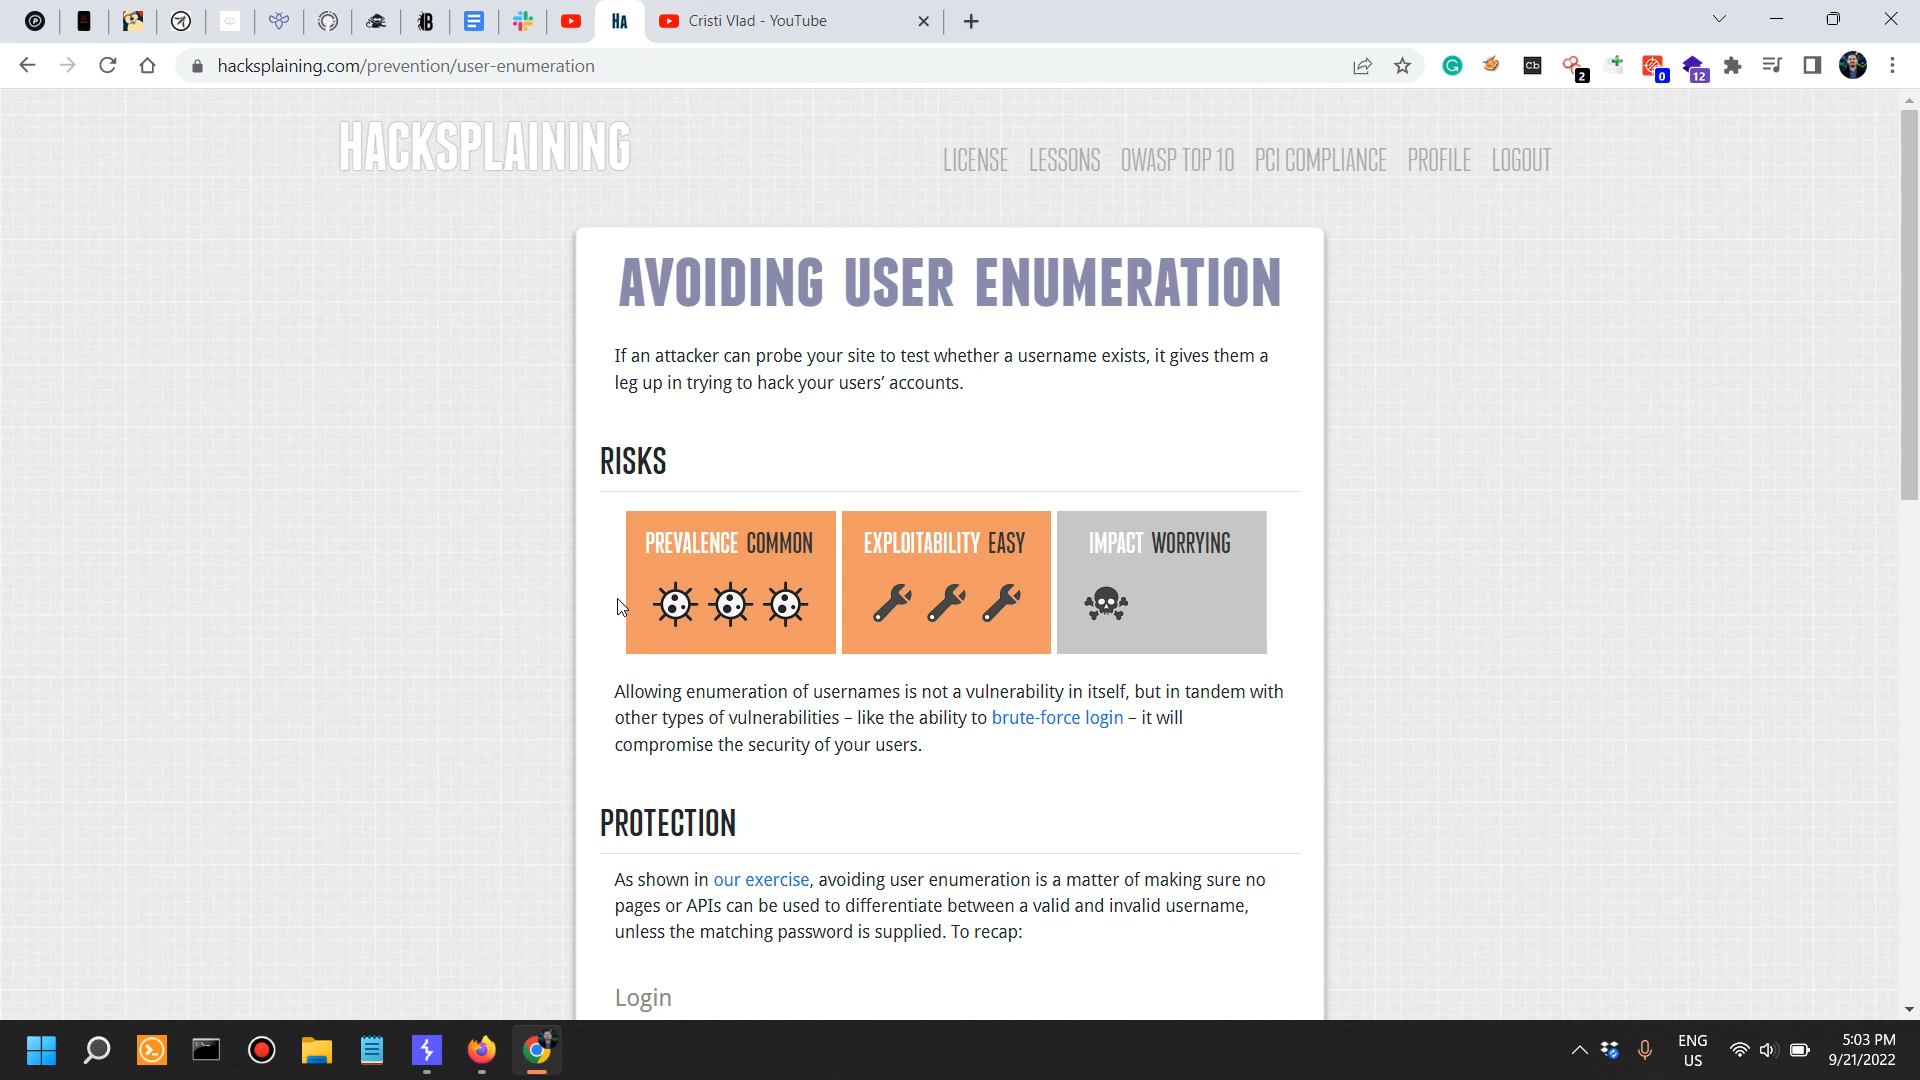 Cristi Vlad - YouTube
hacksplaining.com/prevention/user-enumeration
2
0
12
HACKSPLAINING
LICENSE LESSONS OWASP TOP 10 PCI COMPLIANCE PROFILE LOGOUT
AVOIDING USER ENUMERATION
If an attacker can probe your site to test whether a username exists, it gives them a
leg up in trying to hack your users’ accounts.
RISKS
PREVALENCE COMMON
EXPLOITABILITY EASY
IMPACT WORRYING
Allowing enumeration of usernames is not a vulnerability in itself, but in tandem with
other types of vulnerabilities – like the ability to brute-force login – it will
compromise the security of your users.
PROTECTION
As shown in our exercise, avoiding user enumeration is a matter of making sure no
pages or APIs can be used to differentiate between a valid and invalid username,
unless the matching password is supplied. To recap:
Login
ENG
US
5:03 PM
9/21/2022